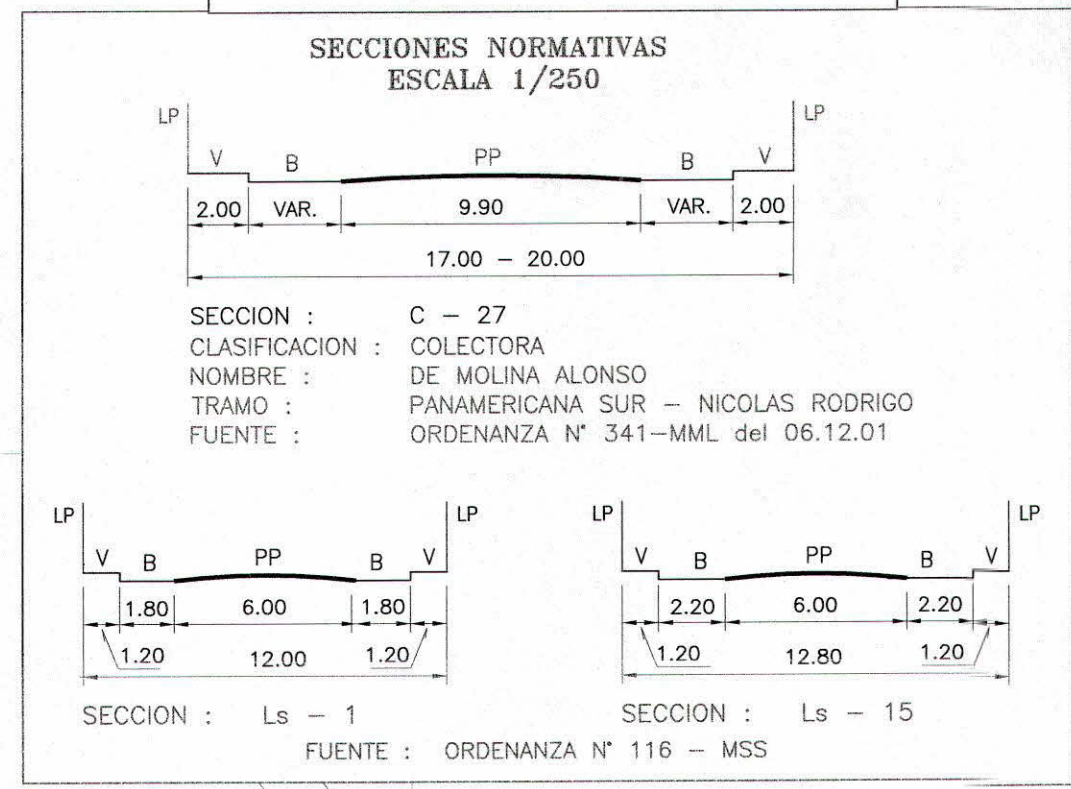 SECCIONES NORMATIVAS
ESCALA 1/250
LP LP
V B PP B V
2.00 VAR. 9.90 VAR. 2.00
17.00 - 20.00
SECCION : C - 27
CLASIFICACION : COLECTORA
NOMBRE : DE MOLINA ALONSO
TRAMO : PANAMERICANA SUR - NICOLAS RODRIGO
FUENTE : ORDENANZA N° 341-MML del 06.12.01
LP LP
V B PP B V
1.80 6.00 1.80
1.20 12.00 1.20
SECCION : Ls - 1
LP LP
V B PP B V
2.20 6.00 2.20
1.20 12.80 1.20
SECCION : Ls - 15
FUENTE : ORDENANZA N° 116 - MSS